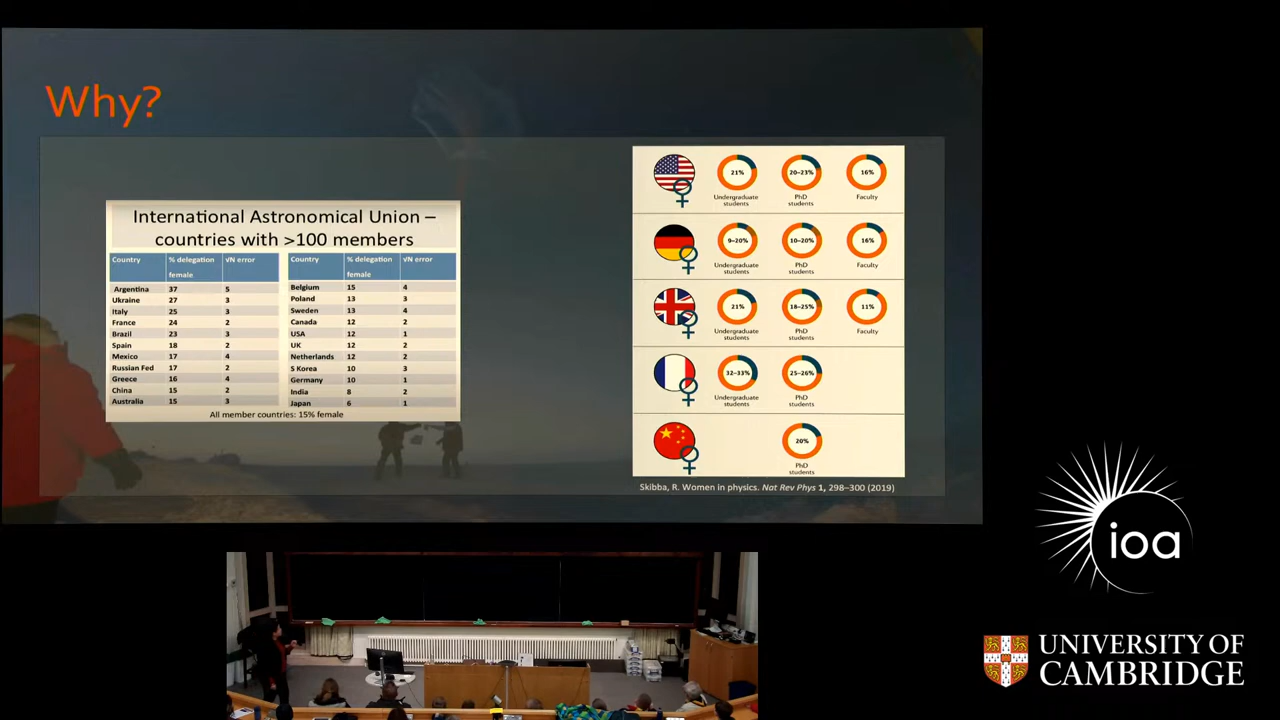 Why?
International Astronomical Union –
countries with >100 members
Country % delegation female √N error
Argentina 37 5
Ukraine 27 3
Italy 25 3
France 24 2
Brazil 23 3
Spain 18 2
Mexico 17 4
Russian Fed 17 2
Greece 16 4
China 15 2
Australia 15 3
Country % delegation female √N error
Belgium 15 4
Poland 13 3
Sweden 13 4
Canada 12 2
USA 12 1
UK 12 2
Netherlands 12 2
S Korea 10 3
Germany 10 1
India 8 2
Japan 6 1
All member countries: 15% female
21% 20–23% 16%
Undergraduate students PhD students Faculty
9–20% 10–20% 16%
Undergraduate students PhD students Faculty
21% 18–25% 11%
Undergraduate students PhD students Faculty
32–33% 25–26%
Undergraduate students PhD students
20%
PhD students
Skibba, R. Women in physics. Nat Rev Phys 1, 298–300 (2019)
ioa
UNIVERSITY OF
CAMBRIDGE